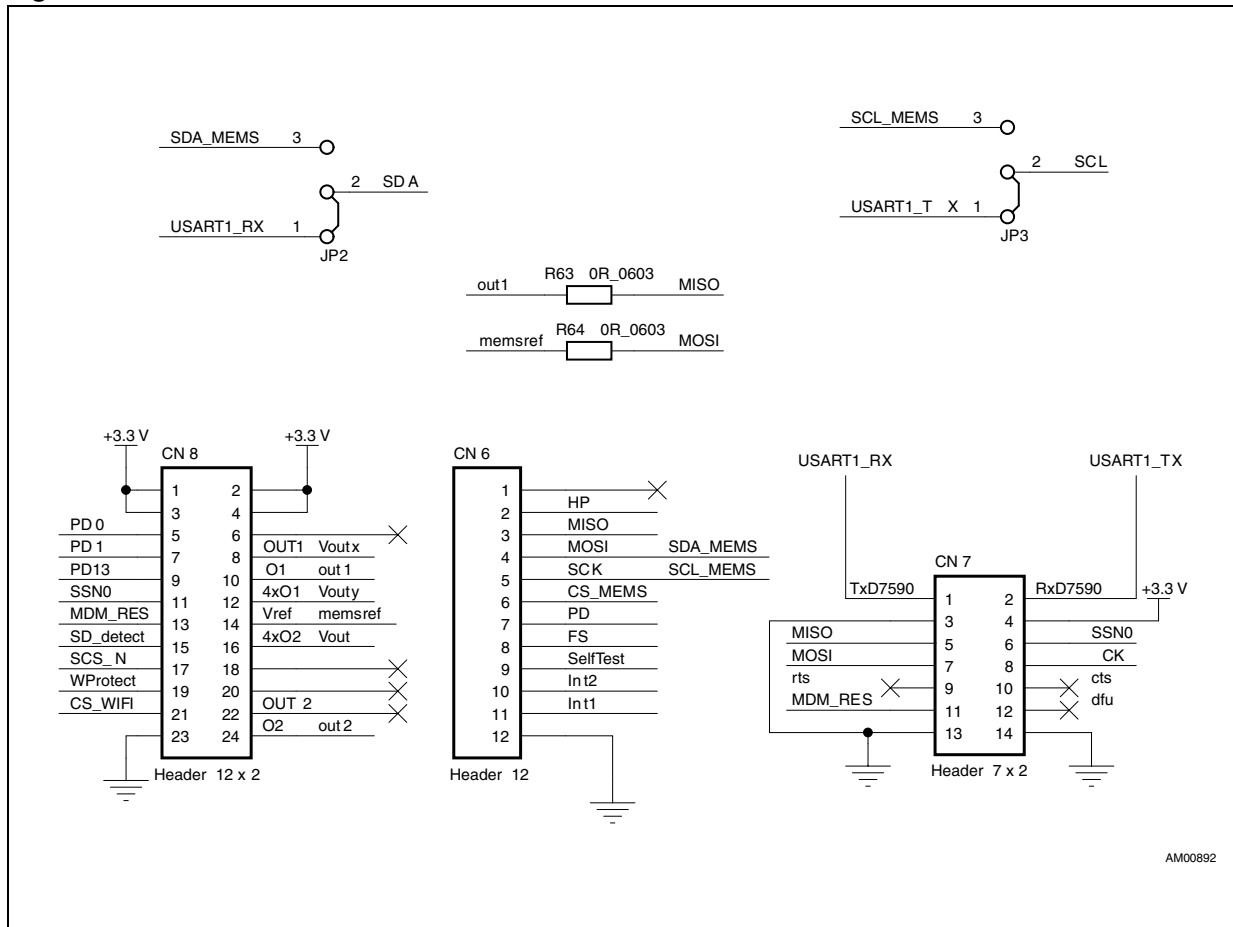 SDA_MEMS 3
2 SDA
USART1_RX 1
JP2
SCL_MEMS 3
2 SCL
USART1_T X 1
JP3
R63 0R_0603
out1 MISO
R64 0R_0603
memsref MOSI
+3.3 V +3.3 V
CN 8
1 2
3 4
PD 0 5 6
PD 1 7 8 OUT1 Voutx
PD13 9 10 O1 out1
SSN0 11 12 4xO1 Vouty
MDM_RES 13 14 Vref memsref
SD_detect 15 16 4xO2 Vout
SCS_N 17 18
WProtect 19 20
CS_WIFI 21 22 OUT 2
23 24 O2 out2
Header 12 x 2
CN 6
1
2 HP
3 MISO
4 MOSI SDA_MEMS
5 SCK SCL_MEMS
6 CS_MEMS
7 PD
8 FS
9 SelfTest
10 Int2
11 Int1
12
Header 12
USART1_RX USART1_TX
CN 7
TxD7590 1 2 RxD7590 +3.3 V
3 4
MISO 5 6 SSN0
MOSI 7 8 CK
rts 9 10 cts
MDM_RES 11 12 dfu
13 14
Header 7 x 2
AM00892